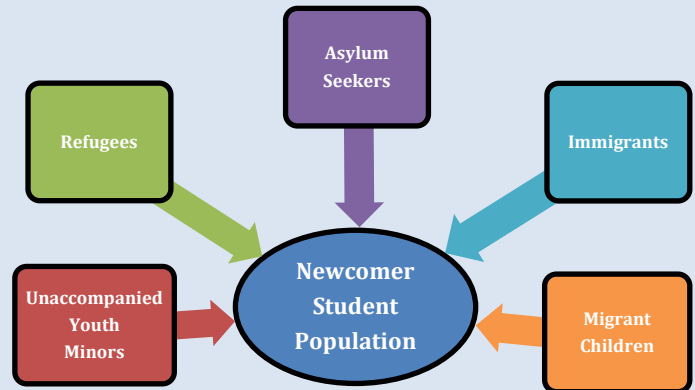 Asylum
Seekers
Refugees
Immigrants
Unaccompanied
Youth
Minors
Newcomer
Student
Population
Migrant
Children